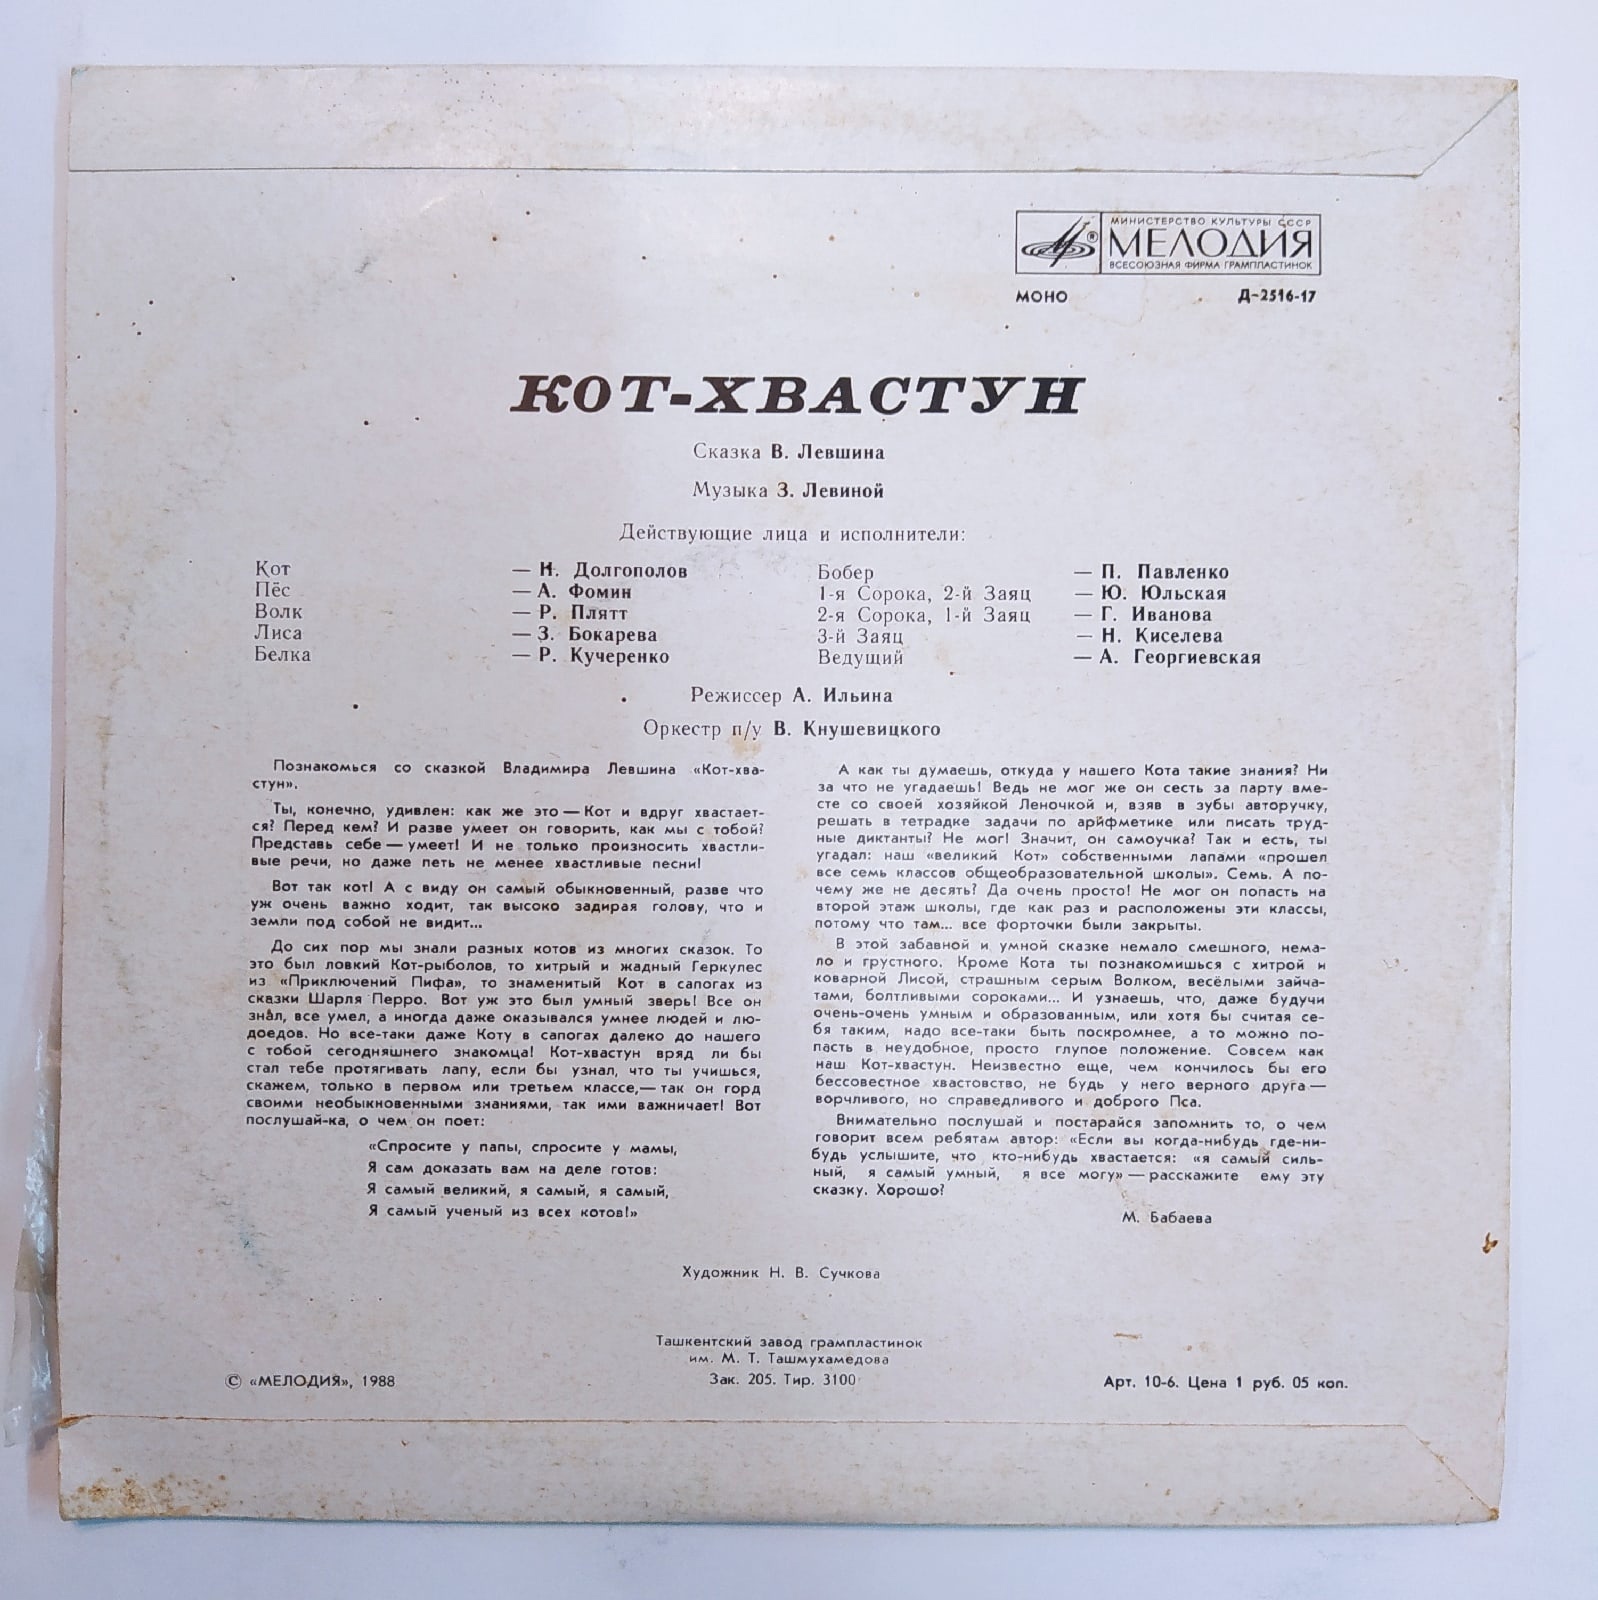 МИНИСТЕРСТВО КУЛЬТУРЫ СССР
МЕЛОДИЯ
ВСЕСОЮЗНАЯ ФИРМА ГРАМПЛАСТИНОК
МОНО Д-2516-17
КОТ-ХВАСТУН
Сказка В. Левшина
Музыка З. Левиной
Действующие лица и исполнители:
Кот — Н. Долгополов
Пёс — А. Фомин
Волк — Р. Плятт
Лиса — З. Бокарева
Белка — Р. Кучеренко
Бобер — П. Павленко
1-я Сорока, 2-й Заяц — Ю. Юльская
2-я Сорока, 1-й Заяц — Г. Иванова
3-й Заяц — Н. Киселева
Ведущий — А. Георгиевская
Режиссер А. Ильина
Оркестр п/у В. Кнушевицкого
Познакомься со сказкой Владимира Левшина «Кот-хва-
стун».
Ты, конечно, удивлен: как же это — Кот и вдруг хвастает-
ся? Перед кем? И разве умеет он говорить, как мы с тобой?
Представь себе — умеет! И не только произносить хвастли-
вые речи, но даже петь не менее хвастливые песни!
Вот так кот! А с виду он самый обыкновенный, разве что
уж очень важно ходит, так высоко задирая голову, что и
земли под собой не видит...
До сих пор мы знали разных котов из многих сказок. То
это был ловкий Кот-рыболов, то хитрый и жадный Геркулес
из «Приключений Пифа», то знаменитый Кот в сапогах из
сказки Шарля Перро. Вот уж это был умный зверь! Все он
знал, все умел, а иногда даже оказывался умнее людей и лю-
доедов. Но все-таки даже Коту в сапогах далеко до нашего
с тобой сегодняшнего знакомца! Кот-хвастун вряд ли бы
стал тебе протягивать лапу, если бы узнал, что ты учишься,
скажем, только в первом или третьем классе,— так он горд
своими необыкновенными знаниями, так ими важничает! Вот
послушай-ка, о чем он поет:
«Спросите у папы, спросите у мамы,
Я сам доказать вам на деле готов:
Я самый великий, я самый, я самый,
Я самый ученый из всех котов!»
А как ты думаешь, откуда у нашего Кота такие знания? Ни
за что не угадаешь! Ведь не мог же он сесть за парту вме-
сте со своей хозяйкой Леночкой и, взяв в зубы авторучку,
решать в тетрадке задачи по арифметике или писать труд-
ные диктанты? Не мог! Значит, он самоучка? Так и есть, ты
угадал: наш «великий Кот» собственными лапами «прошел
все семь классов общеобразовательной школы». Семь. А по-
чему же не десять? Да очень просто! Не мог он попасть на
второй этаж школы, где как раз и расположены эти классы,
потому что там... все форточки были закрыты.
В этой забавной и умной сказке немало смешного, нема-
ло и грустного. Кроме Кота ты познакомишься с хитрой и
коварной Лисой, страшным серым Волком, весёлыми зайча-
тами, болтливыми сороками... И узнаешь, что, даже будучи
очень-очень умным и образованным, или хотя бы считая се-
бя таким, надо все-таки быть поскромнее, а то можно по-
пасть в неудобное, просто глупое положение. Совсем как
наш Кот-хвастун. Неизвестно еще, чем кончилось бы его
бессовестное хвастовство, не будь у него верного друга —
ворчливого, но справедливого и доброго Пса.
Внимательно послушай и постарайся запомнить то, о чем
говорит всем ребятам автор: «Если вы когда-нибудь где-ни-
будь услышите, что кто-нибудь хвастается: «я самый силь-
ный, я самый умный, я все могу» — расскажите ему эту
сказку. Хорошо?
М. Бабаева
Художник Н. В. Сучкова
Ташкентский завод грампластинок
им. М. Т. Ташмухамедова
© «МЕЛОДИЯ», 1988 Зак. 205. Тир. 3100 Арт. 10-6. Цена 1 руб. 05 коп.